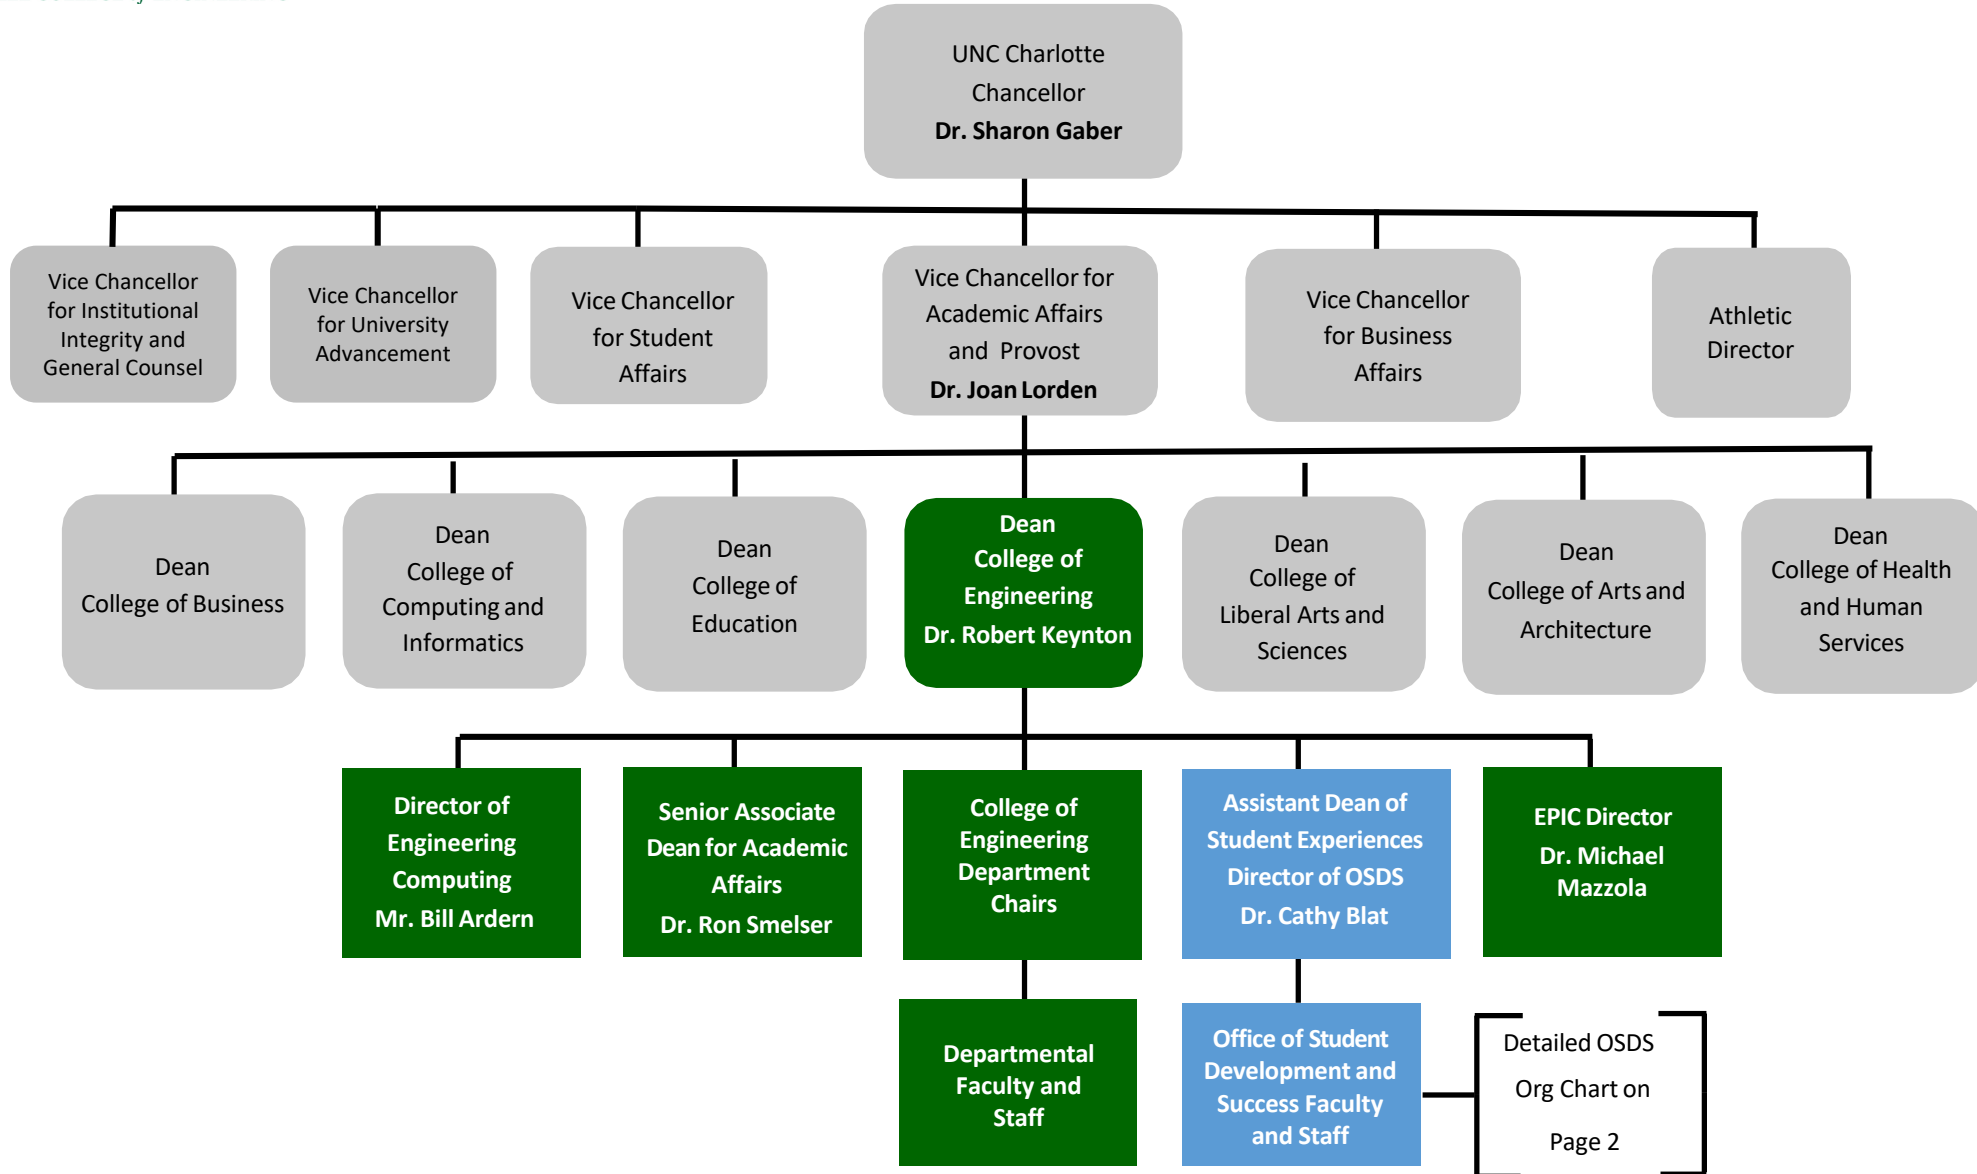 UNC Charlotte
Chancellor
Dr. Sharon Gaber
Vice Chancellor
for Institutional
Integrity and
General Counsel
Vice Chancellor
for University
Advancement
Vice Chancellor
for Student
Affairs
Vice Chancellor for
Academic Affairs
and Provost
Dr. Joan Lorden
Vice Chancellor
for Business
Affairs
Athletic
Director
Dean
College of Business
Dean
College of
Computing and
Informatics
Dean
College of
Education
Dean
College of
Engineering
Dr. Robert Keynton
Dean
College of
Liberal Arts and
Sciences
Dean
College of Arts and
Architecture
Dean
College of Health
and Human
Services
Director of
Engineering
Computing
Mr. Bill Ardern
Senior Associate
Dean for Academic
Affairs
Dr. Ron Smelser
College of
Engineering
Department
Chairs
Assistant Dean of
Student Experiences
Director of OSDS
Dr. Cathy Blat
EPIC Director
Dr. Michael
Mazzola
Departmental
Faculty and
Staff
Office of Student
Development and
Success Faculty
and Staff
Detailed OSDS
Org Chart on
Page 2